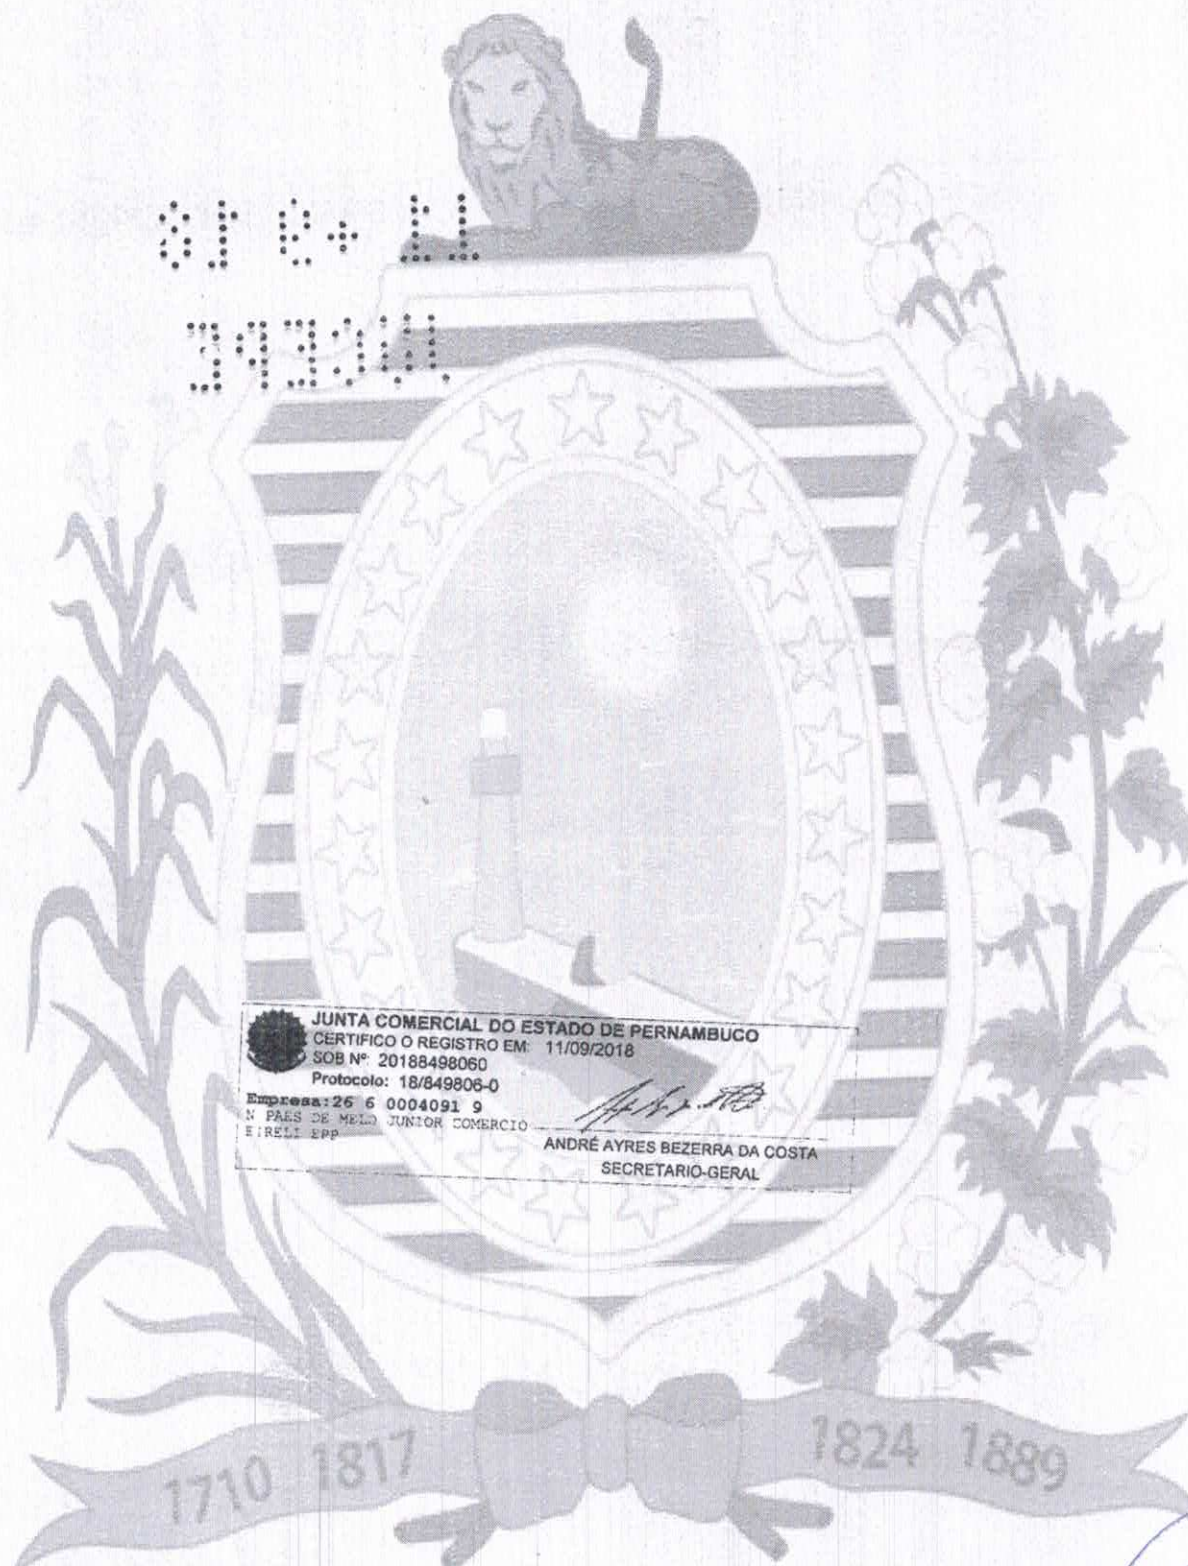 JUNTA COMERCIAL DO ESTADO DE PERNAMBUCO
CERTIFICO O REGISTRO EM: 11/09/2018
SOB Nº: 20188498060
Protocolo: 18/849806-0
Empresa:26 6 0004091 9
N PAES DE MELO JUNIOR COMERCIO
EIRELI EPP
ANDRÉ AYRES BEZERRA DA COSTA
SECRETARIO-GERAL
1710 1817 1824 1889